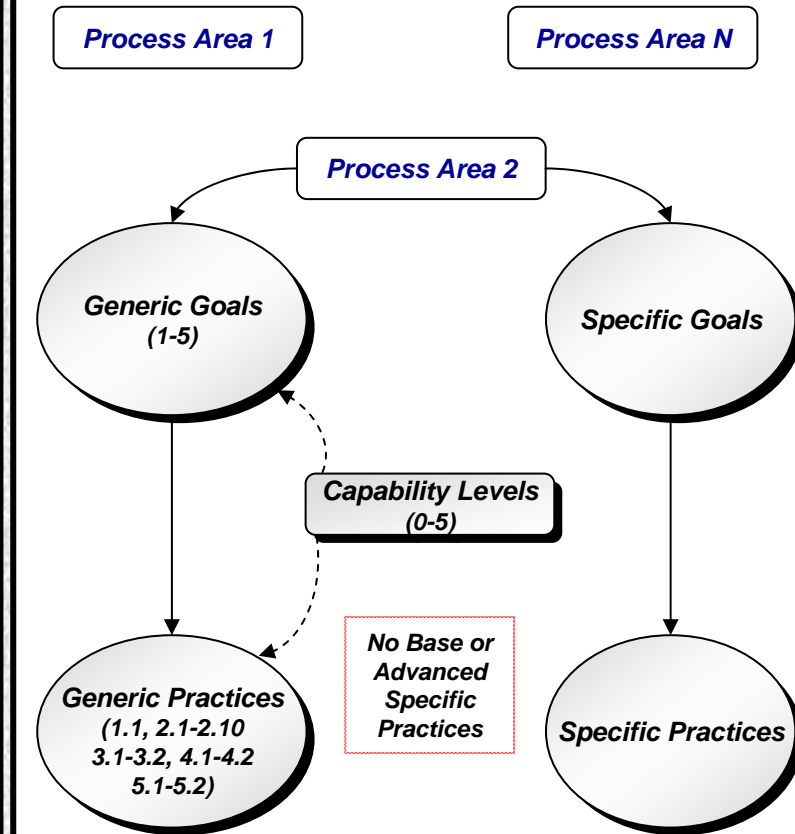 Process Area 1
Process Area N
Process Area 2
Generic Goals
(1-5)
Specific Goals
Capability Levels
(0-5)
No Base or
Advanced
Specific
Practices
Generic Practices
(1.1, 2.1-2.10
3.1-3.2, 4.1-4.2
5.1-5.2)
Specific Practices